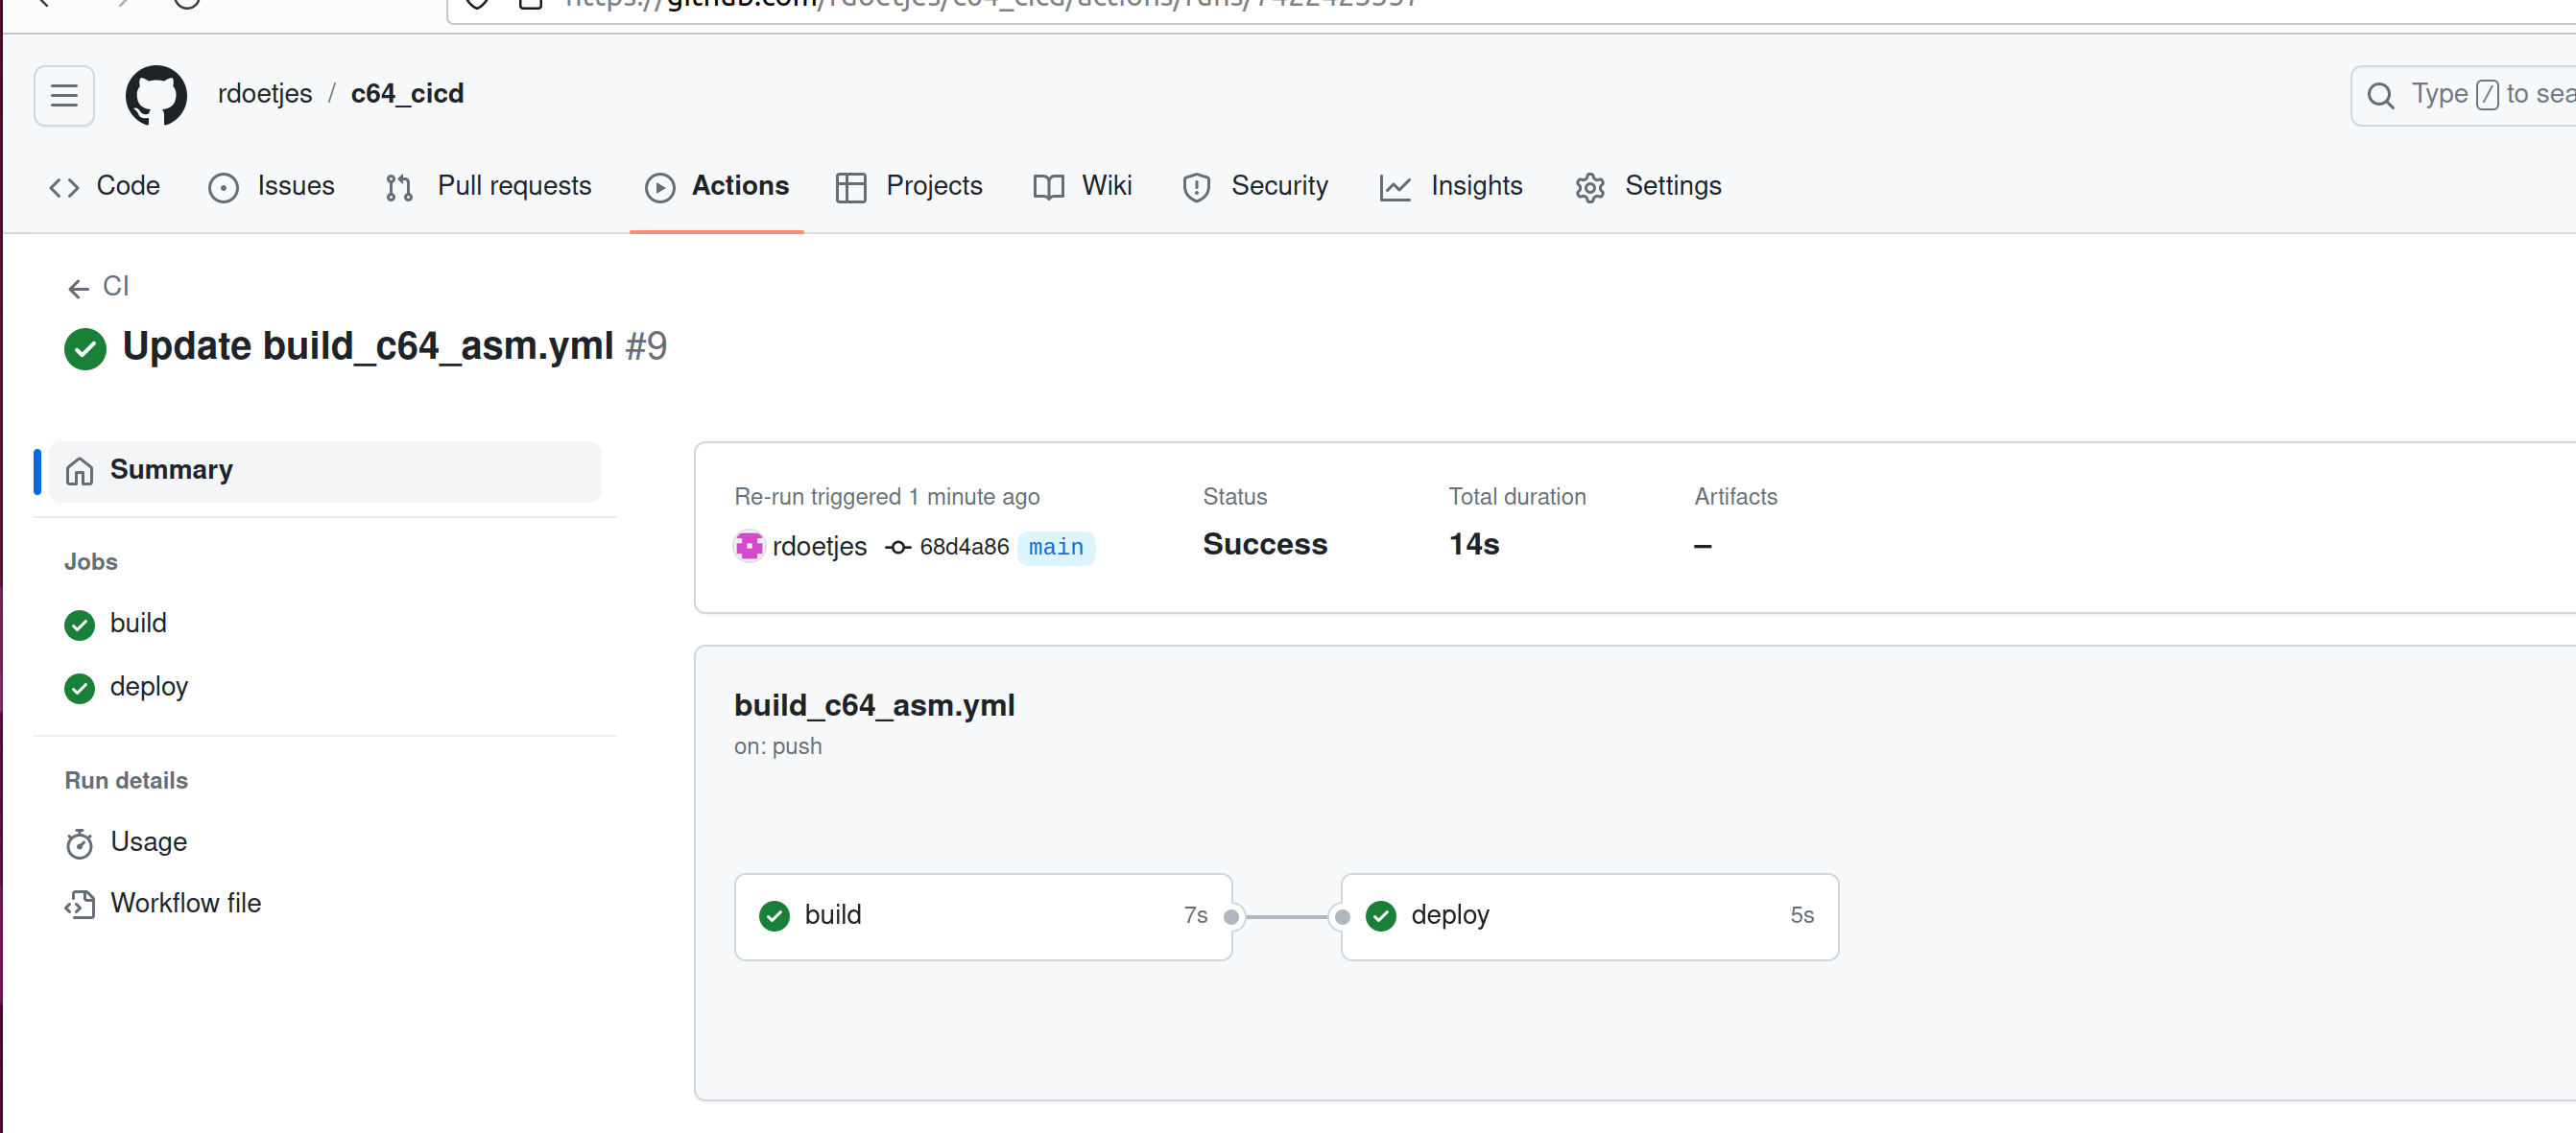 rdoetjes / c64_cicd
Type / to sea
Code Issues Pull requests Actions Projects Wiki Security Insights Settings
CI
Update build_c64_asm.yml #9
Summary
Jobs
build
deploy
Run details
Usage
Workflow file
Re-run triggered 1 minute ago
rdoetjes 68d4a86 main
Status
Success
Total duration
14s
Artifacts
–
build_c64_asm.yml
on: push
build 7s
deploy 5s